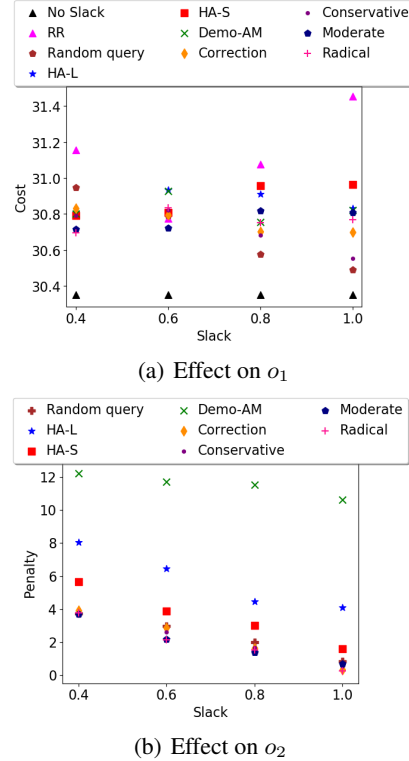 No Slack HA-S Conservative
RR Demo-AM Moderate
Random query Correction Radical
HA-L
31.4
31.2
31.0
30.8
30.6
30.4
Cost
0.4 0.6 0.8 1.0
Slack
(a) Effect on o₁
Random query Demo-AM Moderate
HA-L Correction Radical
HA-S Conservative
12
10
8
6
4
2
0
Penalty
0.4 0.6 0.8 1.0
Slack
(b) Effect on o₂